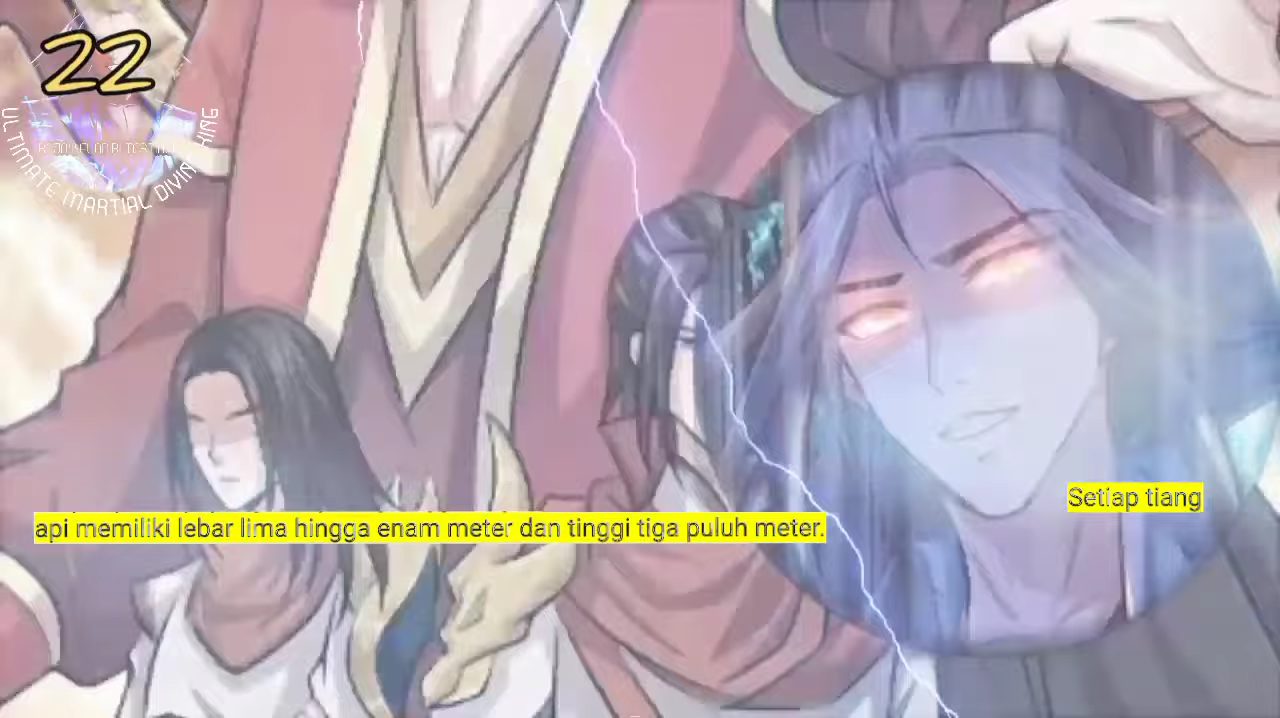 22
ULTIMATE MARTIAL DIVINE KING
Setiap tiang
api memiliki lebar lima hingga enam meter dan tinggi tiga puluh meter.